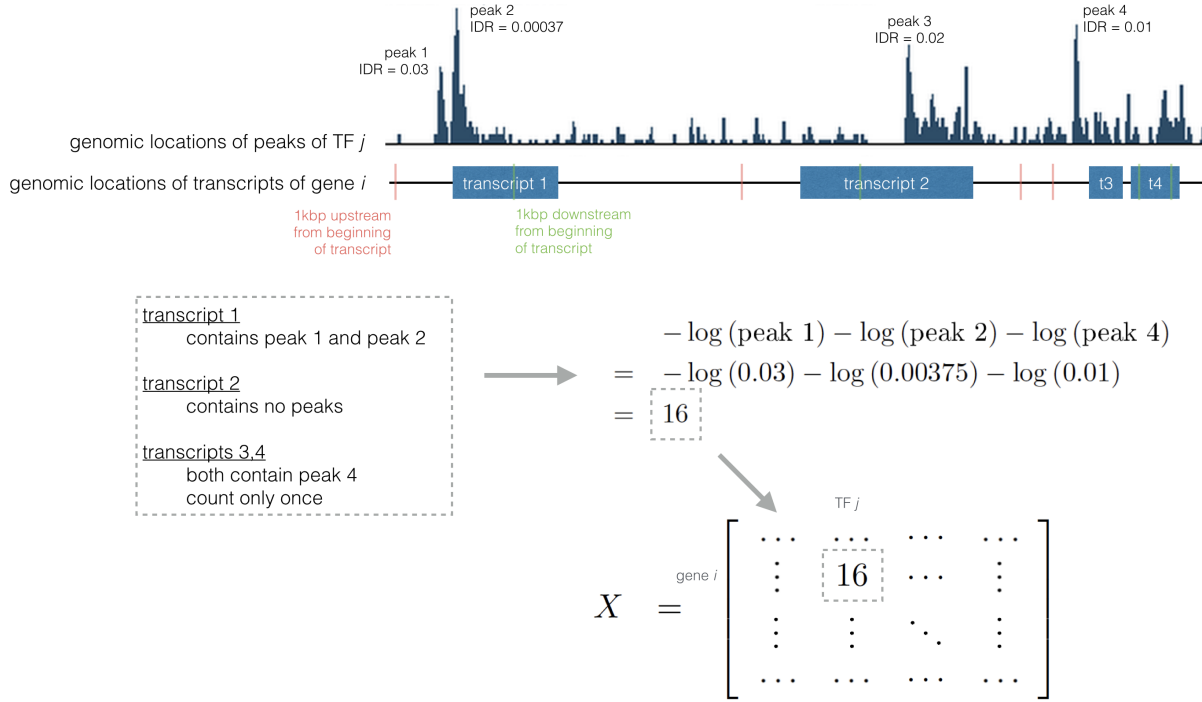 peak 2
IDR = 0.00037
peak 1
IDR = 0.03
peak 3
IDR = 0.02
peak 4
IDR = 0.01
genomic locations of peaks of TF j
genomic locations of transcripts of gene i
transcript 1
transcript 2
t3
t4
1kbp upstream
from beginning
of transcript
1kbp downstream
from beginning
of transcript
transcript 1
contains peak 1 and peak 2
transcript 2
contains no peaks
transcripts 3,4
both contain peak 4
count only once
− log (peak 1) − log (peak 2) − log (peak 4)
= − log (0.03) − log (0.00375) − log (0.01)
= 16
TF j
⋯ ⋯ ⋯ ⋯
gene i ⋮ 16 ⋯ ⋮
X =
⋮ ⋮ ⋱ ⋮
⋯ ⋯ ⋯ ⋯